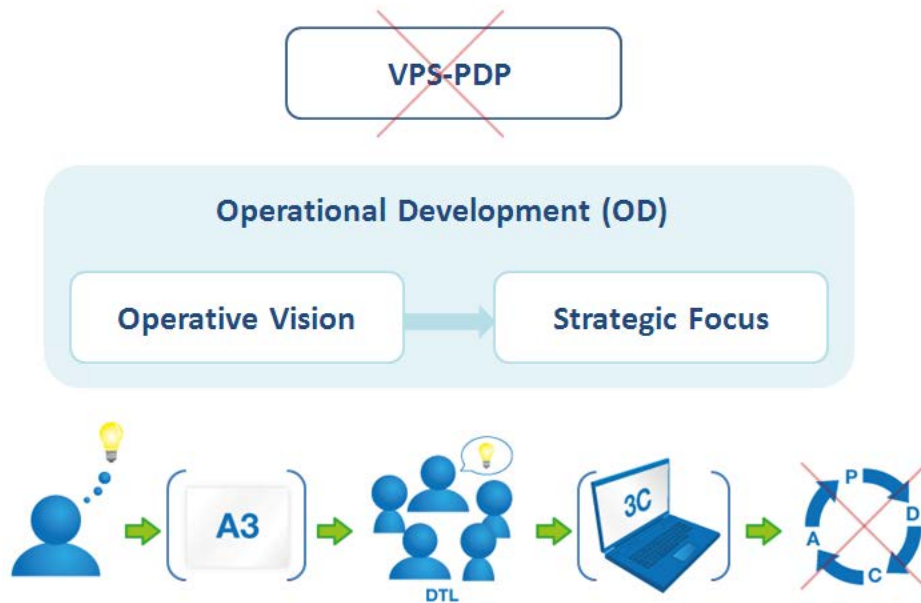 VPS-PDP
Operational Development (OD)
Operative Vision
Strategic Focus
A3
DTL
3C
P
D
A
C